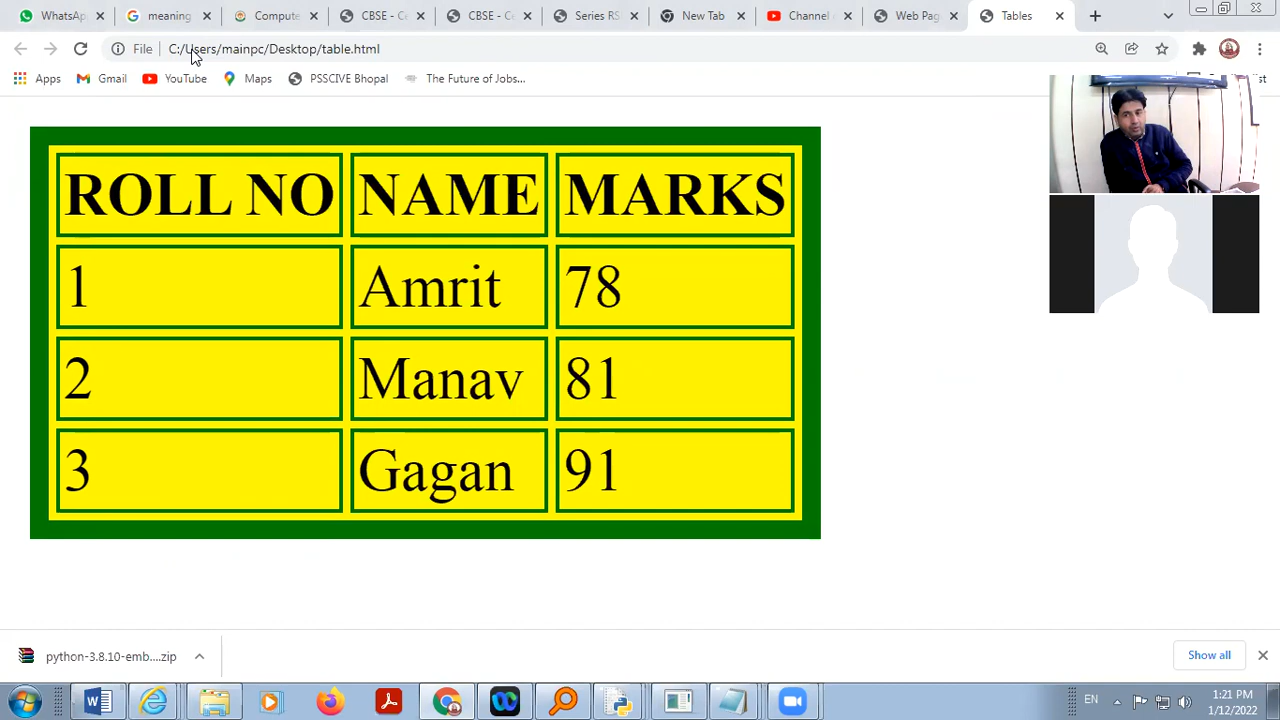 WhatsAp
meaning
Compute
CBSE - Ce
CBSE - C
Series RS
New Tab
Channel
Web Pag
Tables
File
C:/Users/mainpc/Desktop/table.html
Apps
Gmail
YouTube
Maps
PSSCIVE Bhopal
The Future of Jobs...
ROLL NO NAME MARKS
1 Amrit 78
2 Manav 81
3 Gagan 91
python-3.8.10-emb....zip
Show all
EN
1:21 PM
1/12/2022